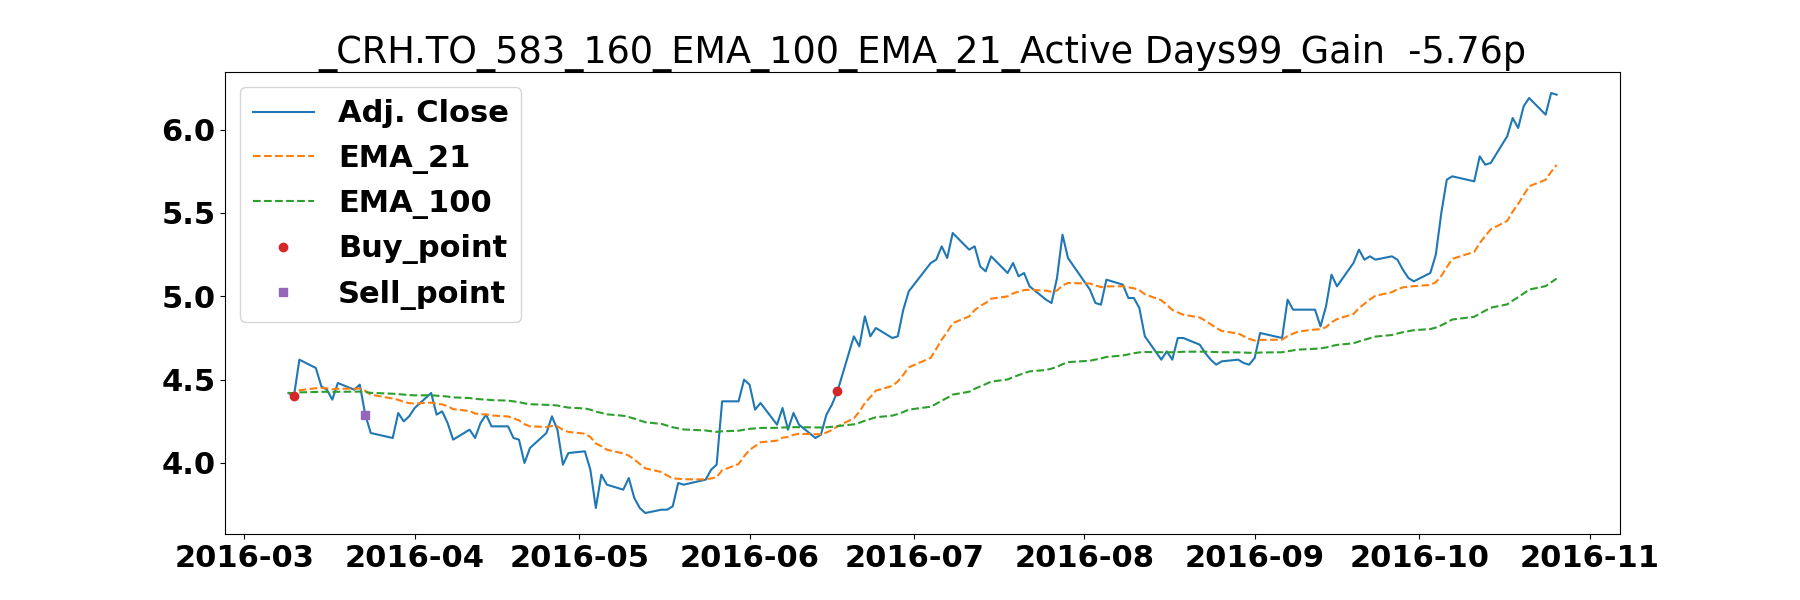 _CRH.TO_583_160_EMA_100_EMA_21_Active Days99_Gain  -5.76p
Adj. Close
EMA_21
EMA_100
Buy_point
Sell_point
6.0
5.5
5.0
4.5
4.0
2016-03 2016-04 2016-05 2016-06 2016-07 2016-08 2016-09 2016-10 2016-11